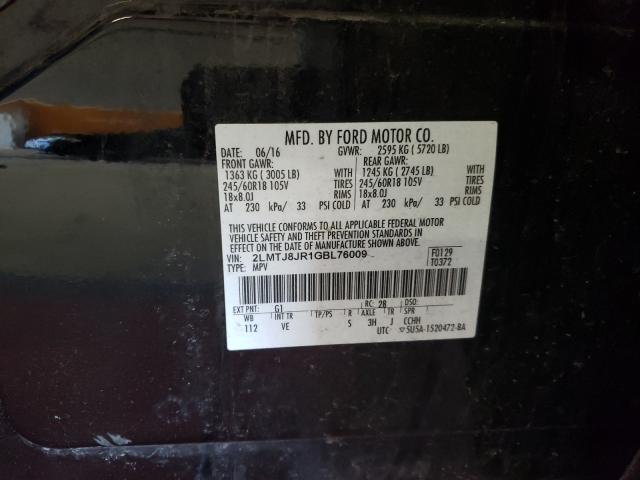 MFD. BY FORD MOTOR CO.
DATE: 06/16 GVWR: 2595 KG ( 5720 LB)
FRONT GAWR: REAR GAWR:
1363 KG ( 3005 LB) WITH 1245 KG ( 2745 LB) WITH
245/60R18 105V TIRES 245/60R18 105V TIRES
18x8.0J RIMS 18x8.0J RIMS
AT 230 kPa/ 33 PSI COLD AT 230 kPa/ 33 PSI COLD
THIS VEHICLE CONFORMS TO ALL APPLICABLE FEDERAL MOTOR
VEHICLE SAFETY AND THEFT PREVENTION STANDARDS IN
EFFECT ON THE DATE OF MANUFACTURE SHOWN ABOVE.
VIN: 2LMTJ8JR1GBL76009 F0129
TYPE: MPV T0372
EXT PNT: G1 RC: 28 DSO:
WB INT TR TP/PS R AXLE TR SPR
112 VE S 3H J CCHH
UTC 5U5A-1520472-BA